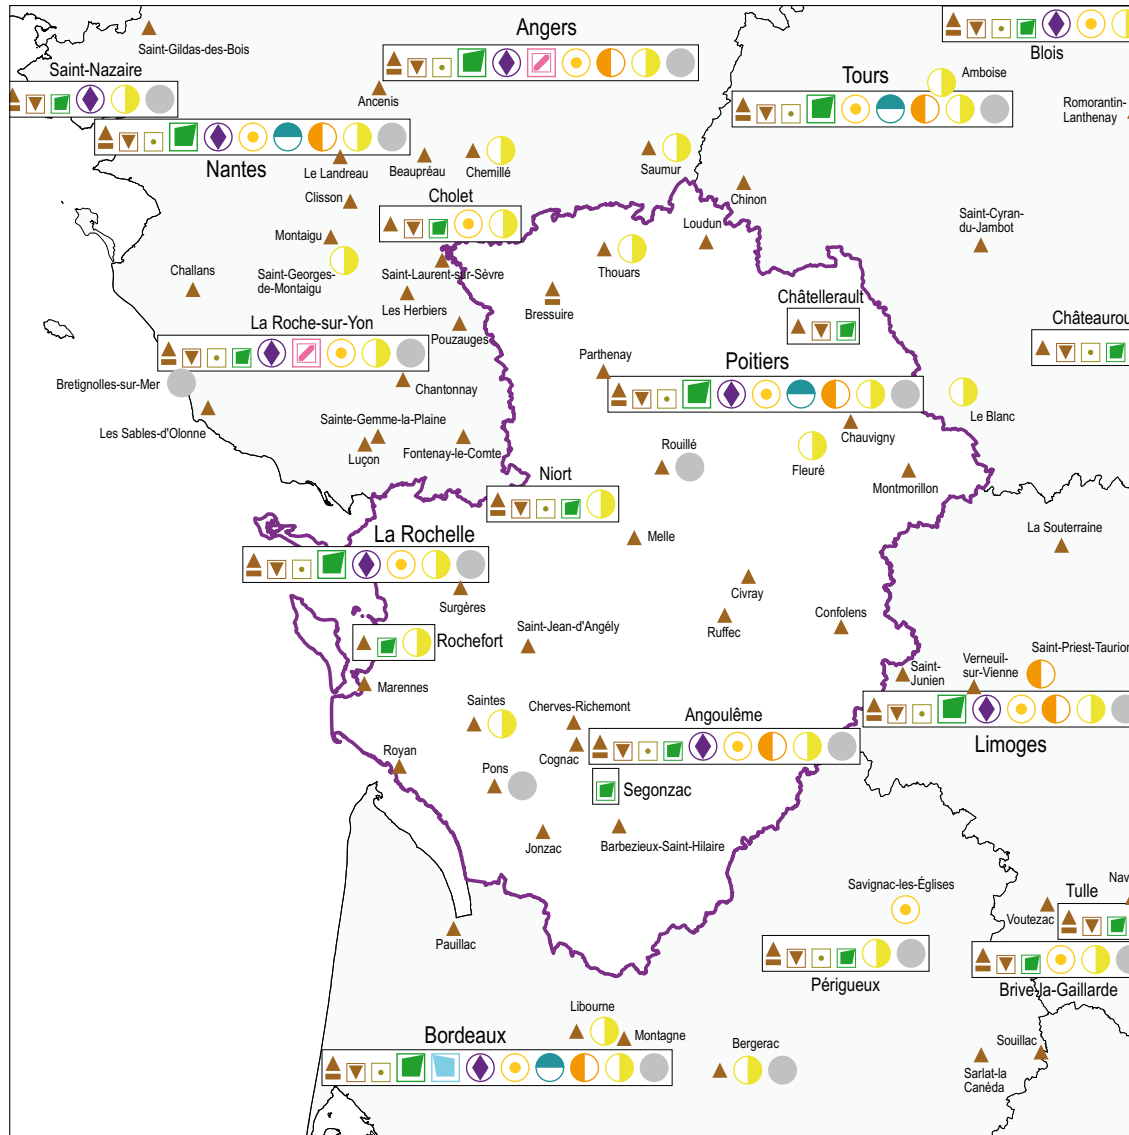 Saint-Gildas-des-Bois
Angers
Blois
Saint-Nazaire
Tours
Amboise
Ancenis
Romorantin-
Lanthenay
Nantes
Le Landreau
Beaupréau
Chemillé
Saumur
Chinon
Clisson
Cholet
Saint-Cyran-
du-Jambot
Montaigu
Loudun
Challans
Saint-Georges-
de-Montaigu
Saint-Laurent-sur-Sèvre
Thouars
Les Herbiers
Bressuire
Châtellerault
Châteaurou
La Roche-sur-Yon
Pouzauges
Parthenay
Poitiers
Bretignolles-sur-Mer
Chantonnay
Les Sables-d'Olonne
Le Blanc
Sainte-Gemme-la-Plaine
Chauvigny
Luçon
Fontenay-le-Comte
Rouillé
Fleuré
Niort
Montmorillon
La Rochelle
Melle
La Souterraine
Surgères
Civray
Saint-Jean-d'Angély
Ruffec
Confolens
Rochefort
Saint-Priest-Taurion
Marennes
Saint-
Junien
Verneuil-
sur-Vienne
Saintes
Cherves-Richemont
Angoulême
Limoges
Royan
Cognac
Pons
Segonzac
Jonzac
Barbezieux-Saint-Hilaire
Savignac-les-Églises
Tulle
Nav
Voutezac
Pauillac
Périgueux
Brive-la-Gaillarde
Libourne
Bordeaux
Montagne
Bergerac
Souillac
Sarlat-la
Canéda